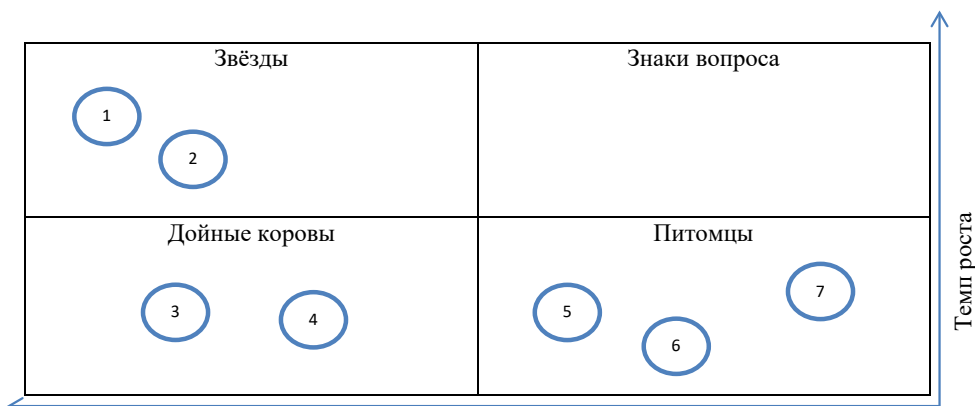 Звёзды
Знаки вопроса
1
2
Дойные коровы
Питомцы
3
4
5
6
7
Темп роста